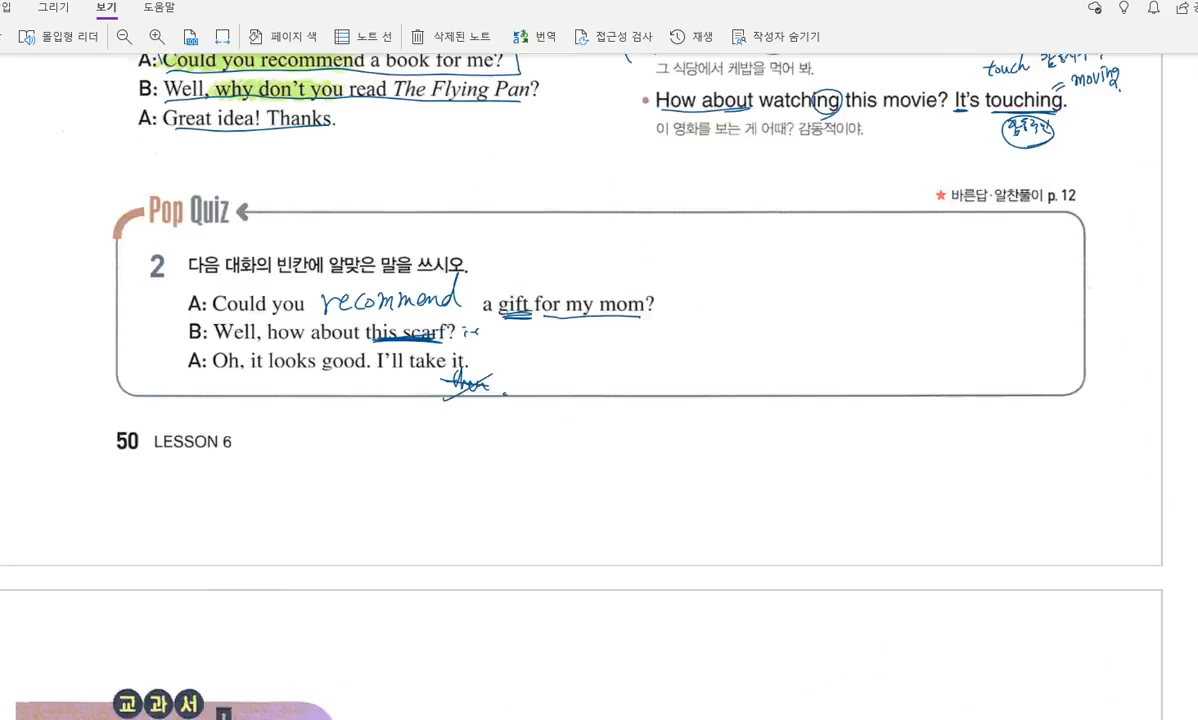 입 그리기 보기 도움말
몰입형 리더 페이지 색 노트 선 삭제된 노트 번역 접근성 검사 재생 작성자 숨기기
A: Could you recommend a book for me?
B: Well, why don't you read The Flying Pan?
A: Great idea! Thanks.
그 식당에서 케밥을 먹어 봐.
touch
= moving
• How about watching this movie? It's touching.
이 영화를 보는 게 어때? 감동적이야.
★ 바른답·알찬풀이 p. 12
Pop Quiz
2 다음 대화의 빈칸에 알맞은 말을 쓰시오.
A: Could you recommend a gift for my mom?
B: Well, how about this scarf?
A: Oh, it looks good. I'll take it.
50 LESSON 6
교과서